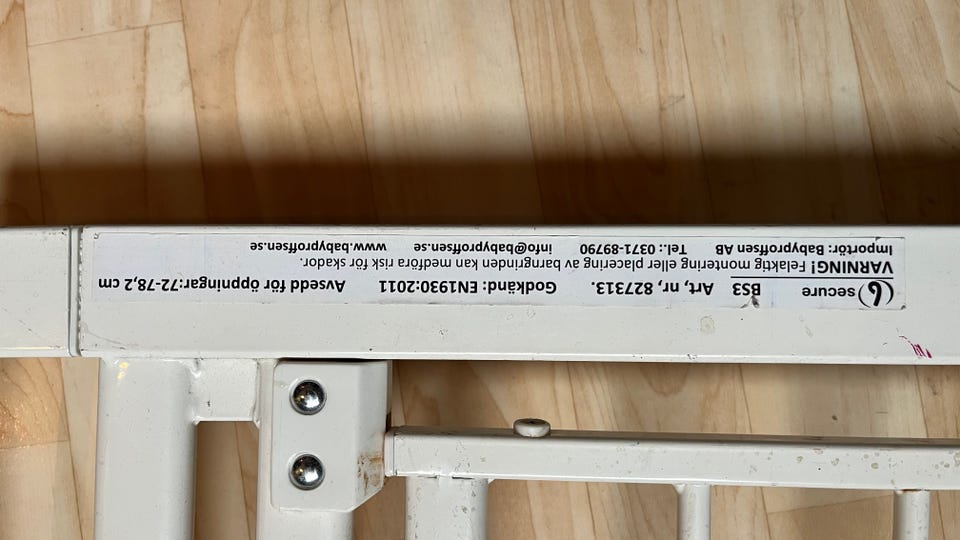 secure BS3 Art, nr, 827313. Godkänd: EN1930:2011 Avsedd för öppningar:72-78,2 cm
VARNING! Felaktig montering eller placering av barngrinden kan medföra risk för skador.
Importör: Babyproffsen AB Tel.: 0371-89790 info@babyproffsen.se www.babyproffsen.se